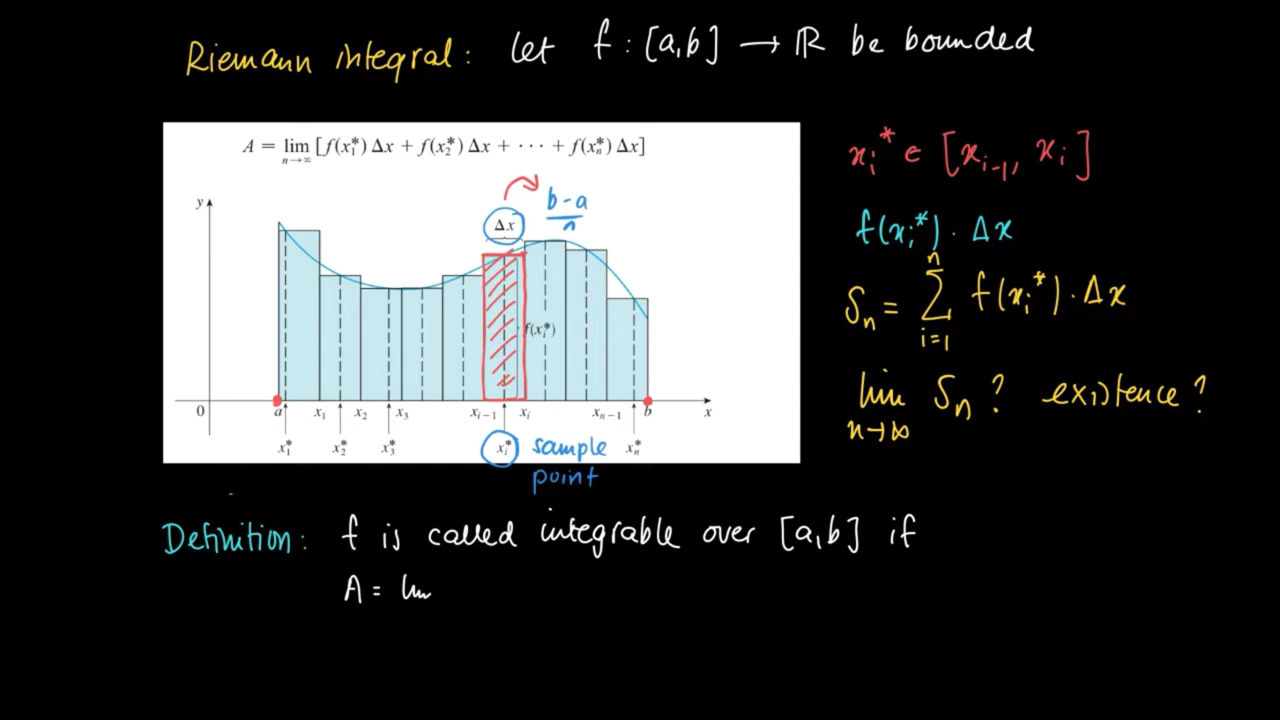 Riemann integral: let f: [a,b] → ℝ be bounded
A = lim n→∞ [f(x₁*) Δx + f(x₂*) Δx + · · · + f(xₙ*) Δx]
xᵢ* ∈ [xᵢ₋₁, xᵢ]
b-a
n
y
Δx
f(xᵢ*) · Δx
Sₙ = n ∑ i=1 f(xᵢ*) · Δx
f(xᵢ*)
lim n→∞ Sₙ ? existence ?
0 a x₁ x₂ x₃ xᵢ₋₁ xᵢ xₙ₋₁ b x
x₁* x₂* x₃* xᵢ* sample xₙ*
point
Definition: f is called integrable over [a,b] if
A = lim